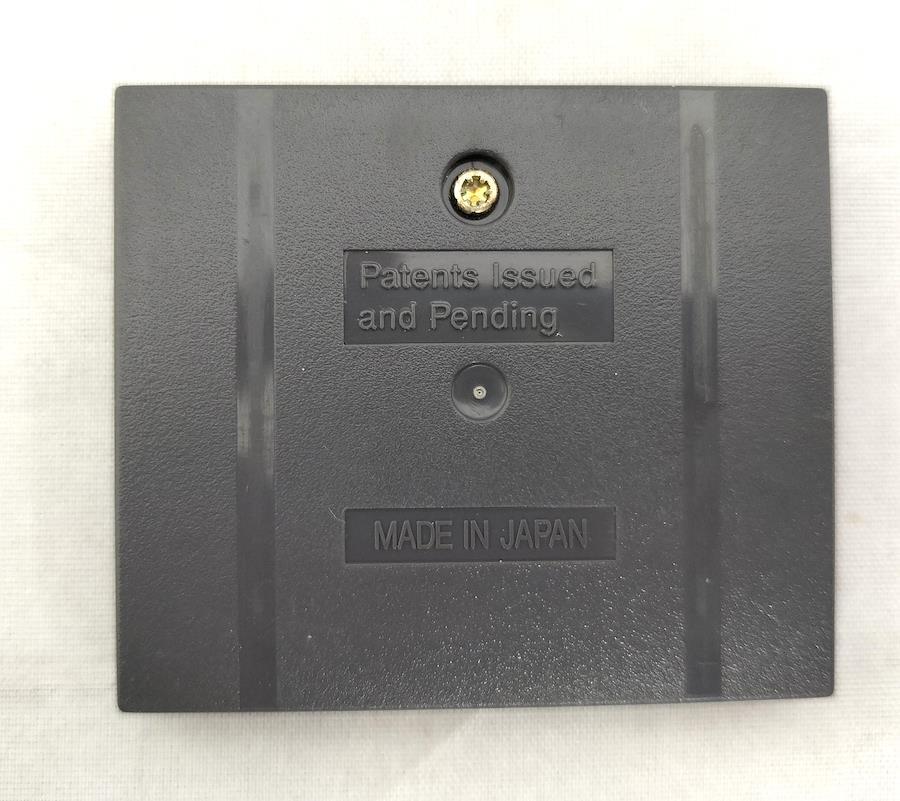 Patents Issued
and Pending
MADE IN JAPAN